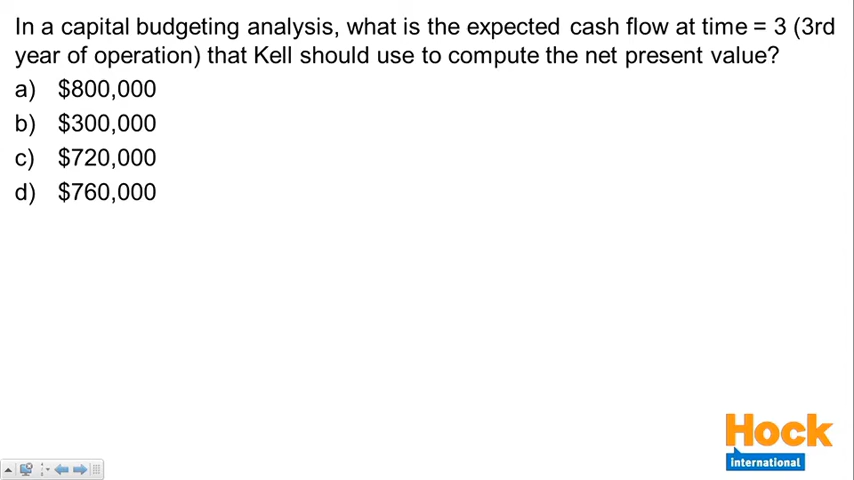 In a capital budgeting analysis, what is the expected cash flow at time = 3 (3rd
year of operation) that Kell should use to compute the net present value?
a) $800,000
b) $300,000
c) $720,000
d) $760,000
Hock
international